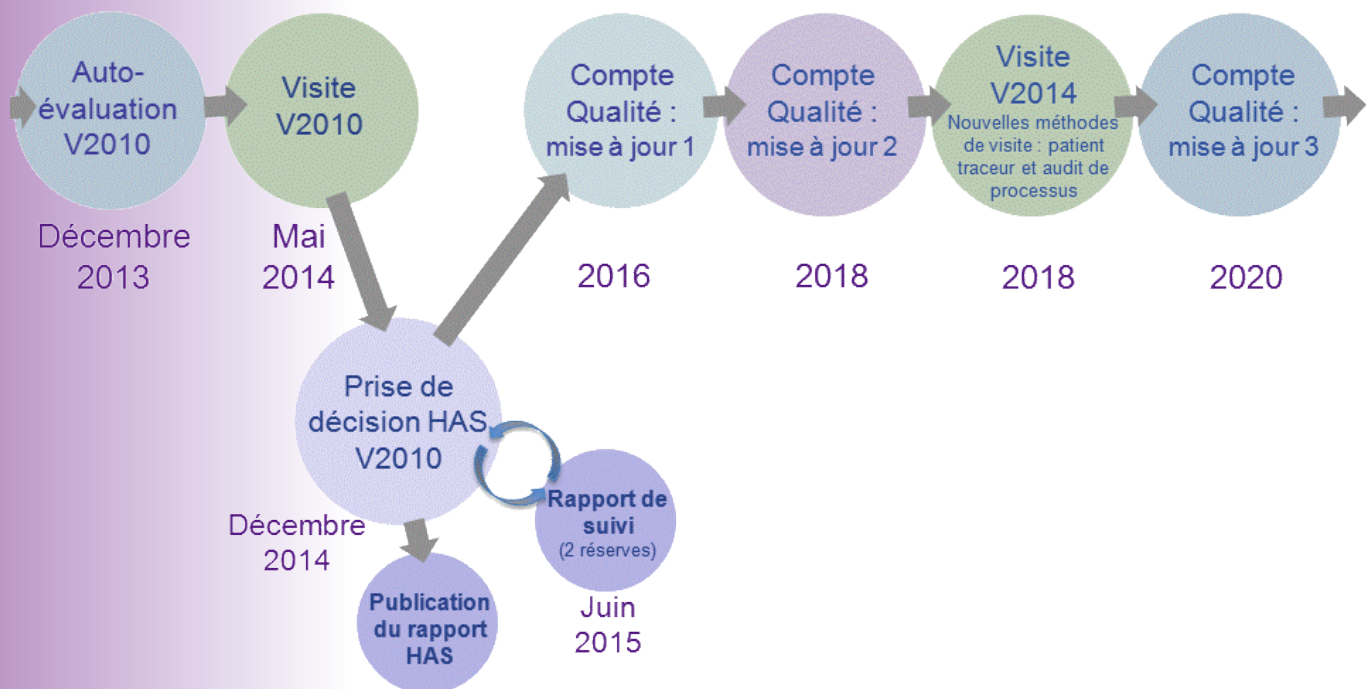 Auto-
évaluation
V2010
Décembre
2013
Visite
V2010
Mai
2014
Prise de
décision HAS
V2010
Décembre
2014
Publication
du rapport
HAS
Rapport de
suivi
(2 réserves)
Juin
2015
Compte
Qualité :
mise à jour 1
2016
Compte
Qualité :
mise à jour 2
2018
Visite
V2014
Nouvelles méthodes
de visite : patient
traceur et audit de
processus
2018
Compte
Qualité :
mise à jour 3
2020